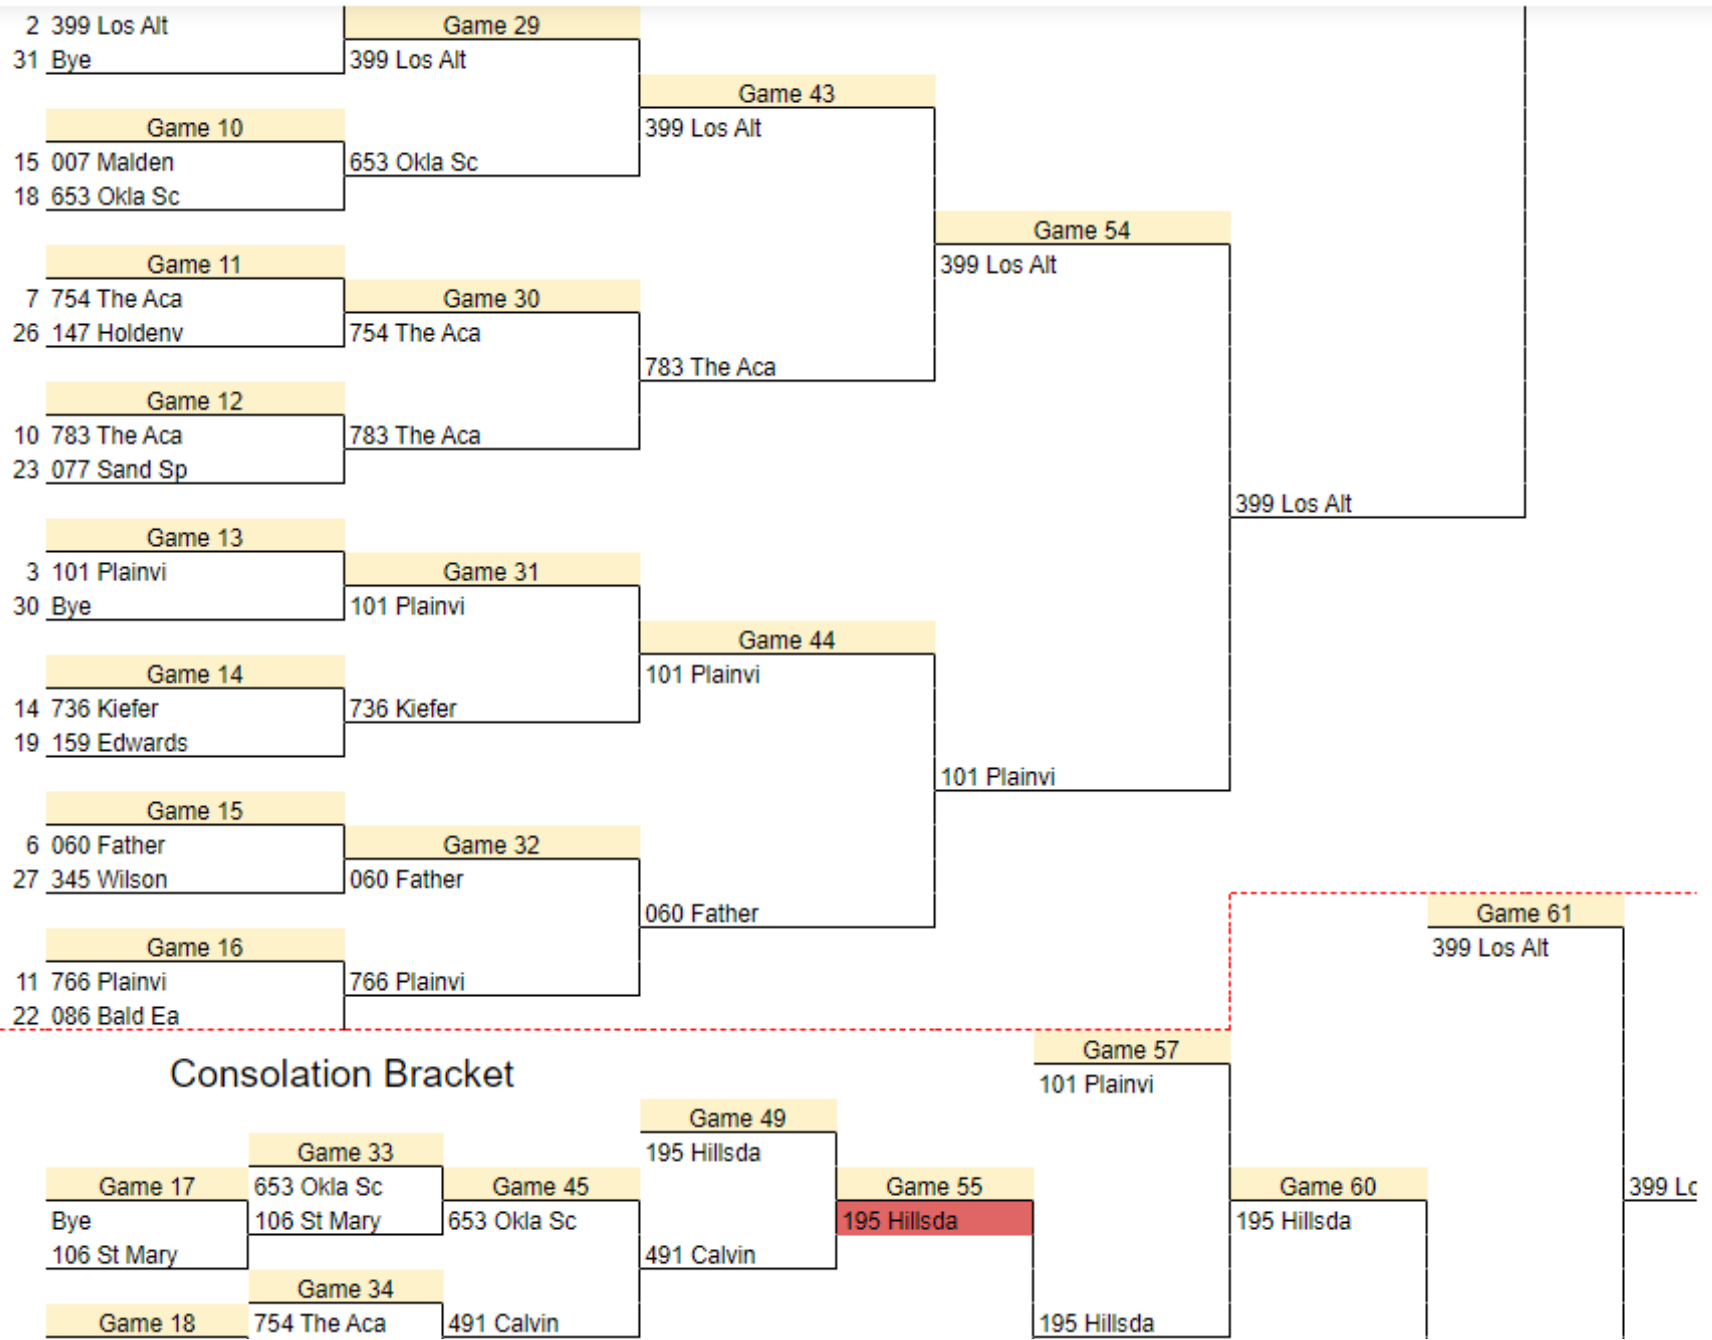 2 399 Los Alt
Game 29
31 Bye
399 Los Alt
Game 43
Game 10
399 Los Alt
15 007 Malden
653 Okla Sc
18 653 Okla Sc
Game 54
Game 11
399 Los Alt
7 754 The Aca
Game 30
26 147 Holdenv
754 The Aca
783 The Aca
Game 12
10 783 The Aca
783 The Aca
23 077 Sand Sp
399 Los Alt
Game 13
3 101 Plainvi
Game 31
30 Bye
101 Plainvi
Game 44
Game 14
101 Plainvi
14 736 Kiefer
736 Kiefer
19 159 Edwards
101 Plainvi
Game 15
6 060 Father
Game 32
27 345 Wilson
060 Father
060 Father
Game 61
Game 16
399 Los Alt
11 766 Plainvi
766 Plainvi
22 086 Bald Ea
Game 57
Consolation Bracket
101 Plainvi
Game 49
Game 33
195 Hillsda
Game 17
653 Okla Sc
Game 45
Game 55
Game 60
399 Lo
Bye
106 St Mary
653 Okla Sc
195 Hillsda
195 Hillsda
106 St Mary
491 Calvin
Game 34
Game 18
754 The Aca
491 Calvin
195 Hillsda